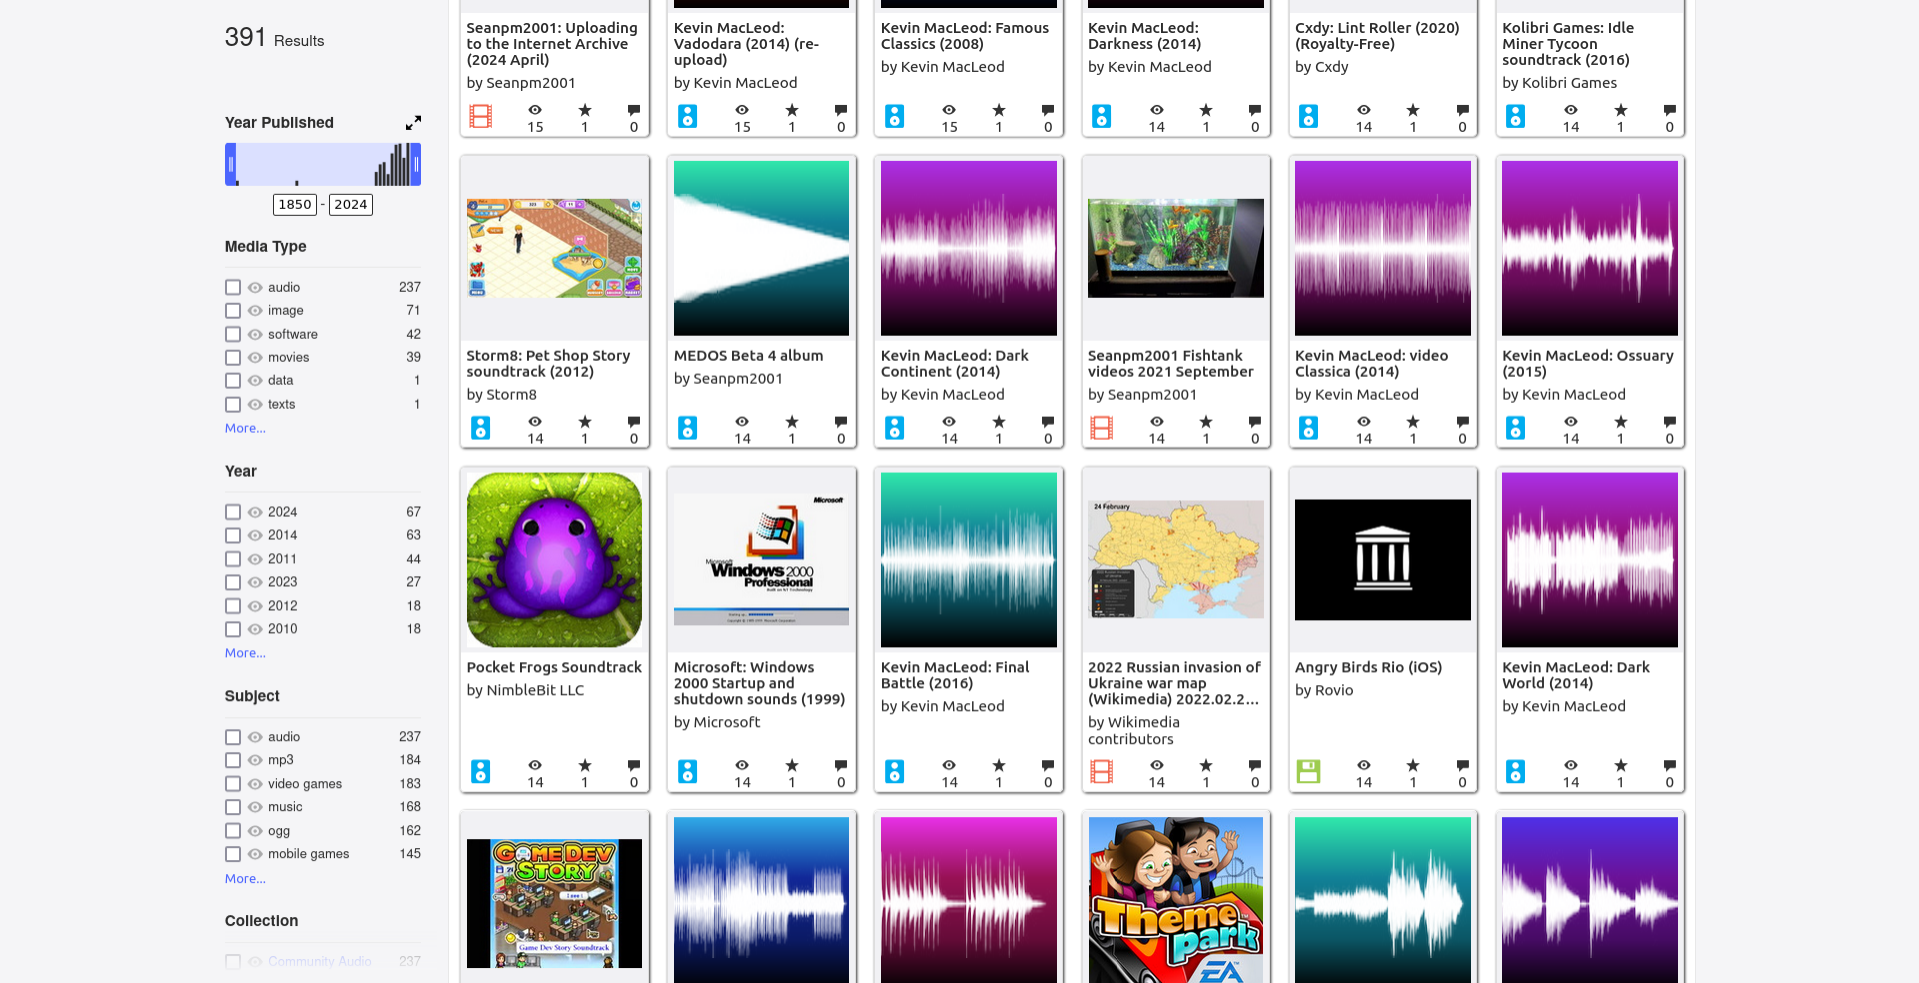 391 Results
Year Published
1850 - 2024
Media Type
audio 237
image 71
software 42
movies 39
data 1
texts 1
More...
Year
2024 67
2014 63
2011 44
2023 27
2012 18
2010 18
More...
Subject
audio 237
mp3 184
video games 183
music 168
ogg 162
mobile games 145
More...
Collection
Community Audio 237
Seanpm2001: Uploading
to the Internet Archive
(2024 April)
by Seanpm2001
15 1 0
Kevin MacLeod:
Vadodara (2014) (re-
upload)
by Kevin MacLeod
15 1 0
Kevin MacLeod: Famous
Classics (2008)
by Kevin MacLeod
15 1 0
Kevin MacLeod:
Darkness (2014)
by Kevin MacLeod
14 1 0
Cxdy: Lint Roller (2020)
(Royalty-Free)
by Cxdy
14 1 0
Kolibri Games: Idle
Miner Tycoon
soundtrack (2016)
by Kolibri Games
14 1 0
Storm8: Pet Shop Story
soundtrack (2012)
by Storm8
14 1 0
MEDOS Beta 4 album
by Seanpm2001
14 1 0
Kevin MacLeod: Dark
Continent (2014)
by Kevin MacLeod
14 1 0
Seanpm2001 Fishtank
videos 2021 September
by Seanpm2001
14 1 0
Kevin MacLeod: video
Classica (2014)
by Kevin MacLeod
14 1 0
Kevin MacLeod: Ossuary
(2015)
by Kevin MacLeod
14 1 0
Pocket Frogs Soundtrack
by NimbleBit LLC
14 1 0
Microsoft
Microsoft
Windows 2000
Professional
Built on NT Technology
Microsoft: Windows
2000 Startup and
shutdown sounds (1999)
by Microsoft
14 1 0
Kevin MacLeod: Final
Battle (2016)
by Kevin MacLeod
14 1 0
24 February
2022 Russian invasion of
Ukraine war map
(Wikimedia) 2022.02.2...
by Wikimedia
contributors
14 1 0
Angry Birds Rio (iOS)
by Rovio
14 1 0
Kevin MacLeod: Dark
World (2014)
by Kevin MacLeod
14 1 0
GAME DEV
STORY
Game Dev Story Soundtrack
Theme
park
EA